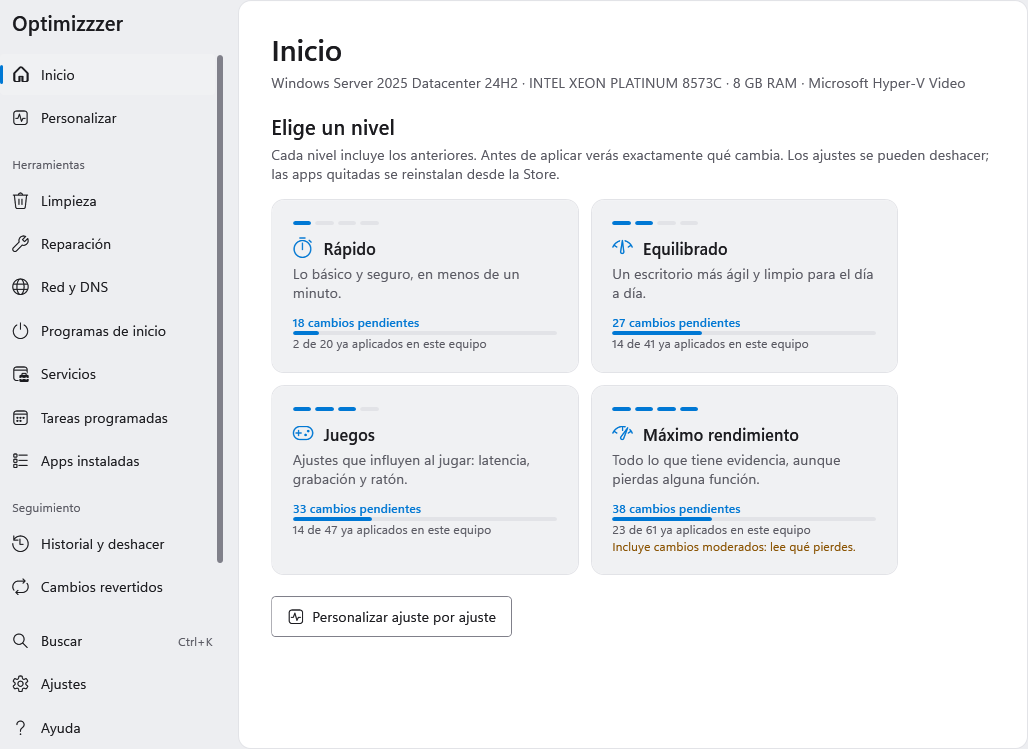 Optimizzzer
Inicio
Personalizar
Herramientas
Limpieza
Reparación
Red y DNS
Programas de inicio
Servicios
Tareas programadas
Apps instaladas
Seguimiento
Historial y deshacer
Cambios revertidos
Buscar Ctrl+K
Ajustes
Ayuda
Inicio
Windows Server 2025 Datacenter 24H2 · INTEL XEON PLATINUM 8573C · 8 GB RAM · Microsoft Hyper-V Video
Elige un nivel
Cada nivel incluye los anteriores. Antes de aplicar verás exactamente qué cambia. Los ajustes se pueden deshacer;
las apps quitadas se reinstalan desde la Store.
Rápido
Lo básico y seguro, en menos de un
minuto.
18 cambios pendientes
2 de 20 ya aplicados en este equipo
Equilibrado
Un escritorio más ágil y limpio para el día
a día.
27 cambios pendientes
14 de 41 ya aplicados en este equipo
Juegos
Ajustes que influyen al jugar: latencia,
grabación y ratón.
33 cambios pendientes
14 de 47 ya aplicados en este equipo
Máximo rendimiento
Todo lo que tiene evidencia, aunque
pierdas alguna función.
38 cambios pendientes
23 de 61 ya aplicados en este equipo
Incluye cambios moderados: lee qué pierdes.
Personalizar ajuste por ajuste